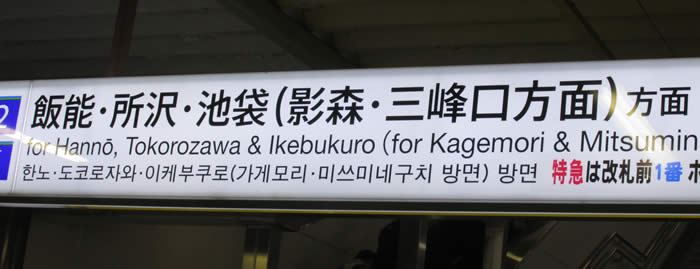 2 飯能・所沢・池袋(影森・三峰口方面)方面
for Hannō, Tokorozawa & Ikebukuro (for Kagemori & Mitsumin
한노·도코로자와·이케부쿠로(가게모리·미쓰미네구치 방면) 방면 特急は改札前1番ホ